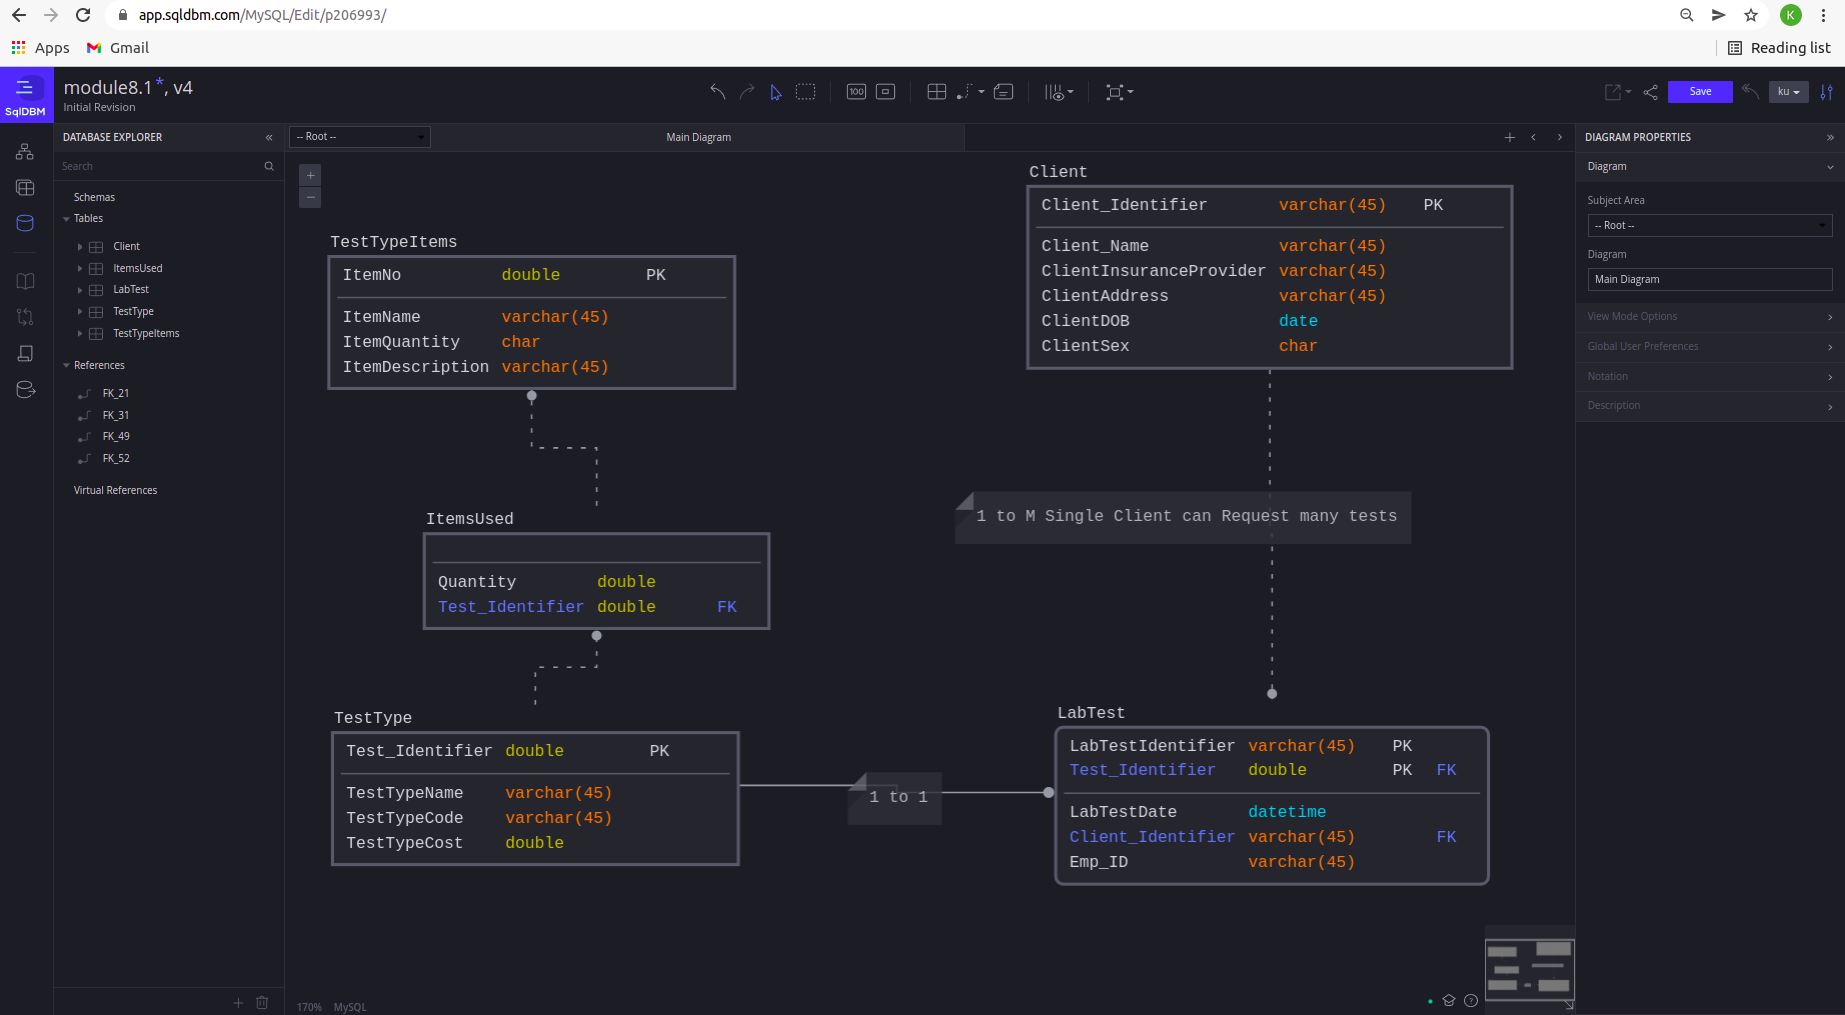 app.sqldbm.com/MySQL/Edit/p206993/
K
Apps
Gmail
Reading list
SqlDBM
module8.1*, v4
Initial Revision
100
Save
ku
DATABASE EXPLORER
«
-- Root --
Main Diagram
DIAGRAM PROPERTIES
»
Search
Schemas
Tables
Client
ItemsUsed
LabTest
TestType
TestTypeItems
References
FK_21
FK_31
FK_49
FK_52
Virtual References
+
−
TestTypeItems
ItemNo double PK
ItemName varchar(45)
ItemQuantity char
ItemDescription varchar(45)
Client
Client_Identifier varchar(45) PK
Client_Name varchar(45)
ClientInsuranceProvider varchar(45)
ClientAddress varchar(45)
ClientDOB date
ClientSex char
1 to M Single Client can Request many tests
ItemsUsed
Quantity double
Test_Identifier double FK
TestType
Test_Identifier double PK
TestTypeName varchar(45)
TestTypeCode varchar(45)
TestTypeCost double
1 to 1
LabTest
LabTestIdentifier varchar(45) PK
Test_Identifier double PK FK
LabTestDate datetime
Client_Identifier varchar(45) FK
Emp_ID varchar(45)
Diagram
Subject Area
-- Root --
Diagram
Main Diagram
View Mode Options
Global User Preferences
Notation
Description
170% MySQL